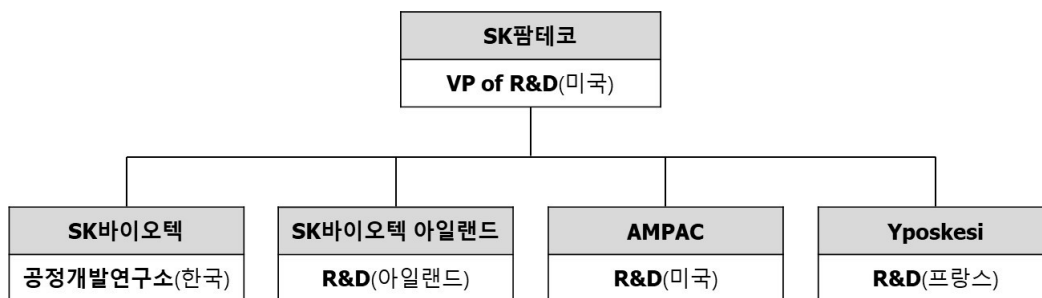 SK팜테코
VP of R&D(미국)
SK바이오텍
공정개발연구소(한국)
SK바이오텍 아일랜드
R&D(아일랜드)
AMPAC
R&D(미국)
Yposkesi
R&D(프랑스)